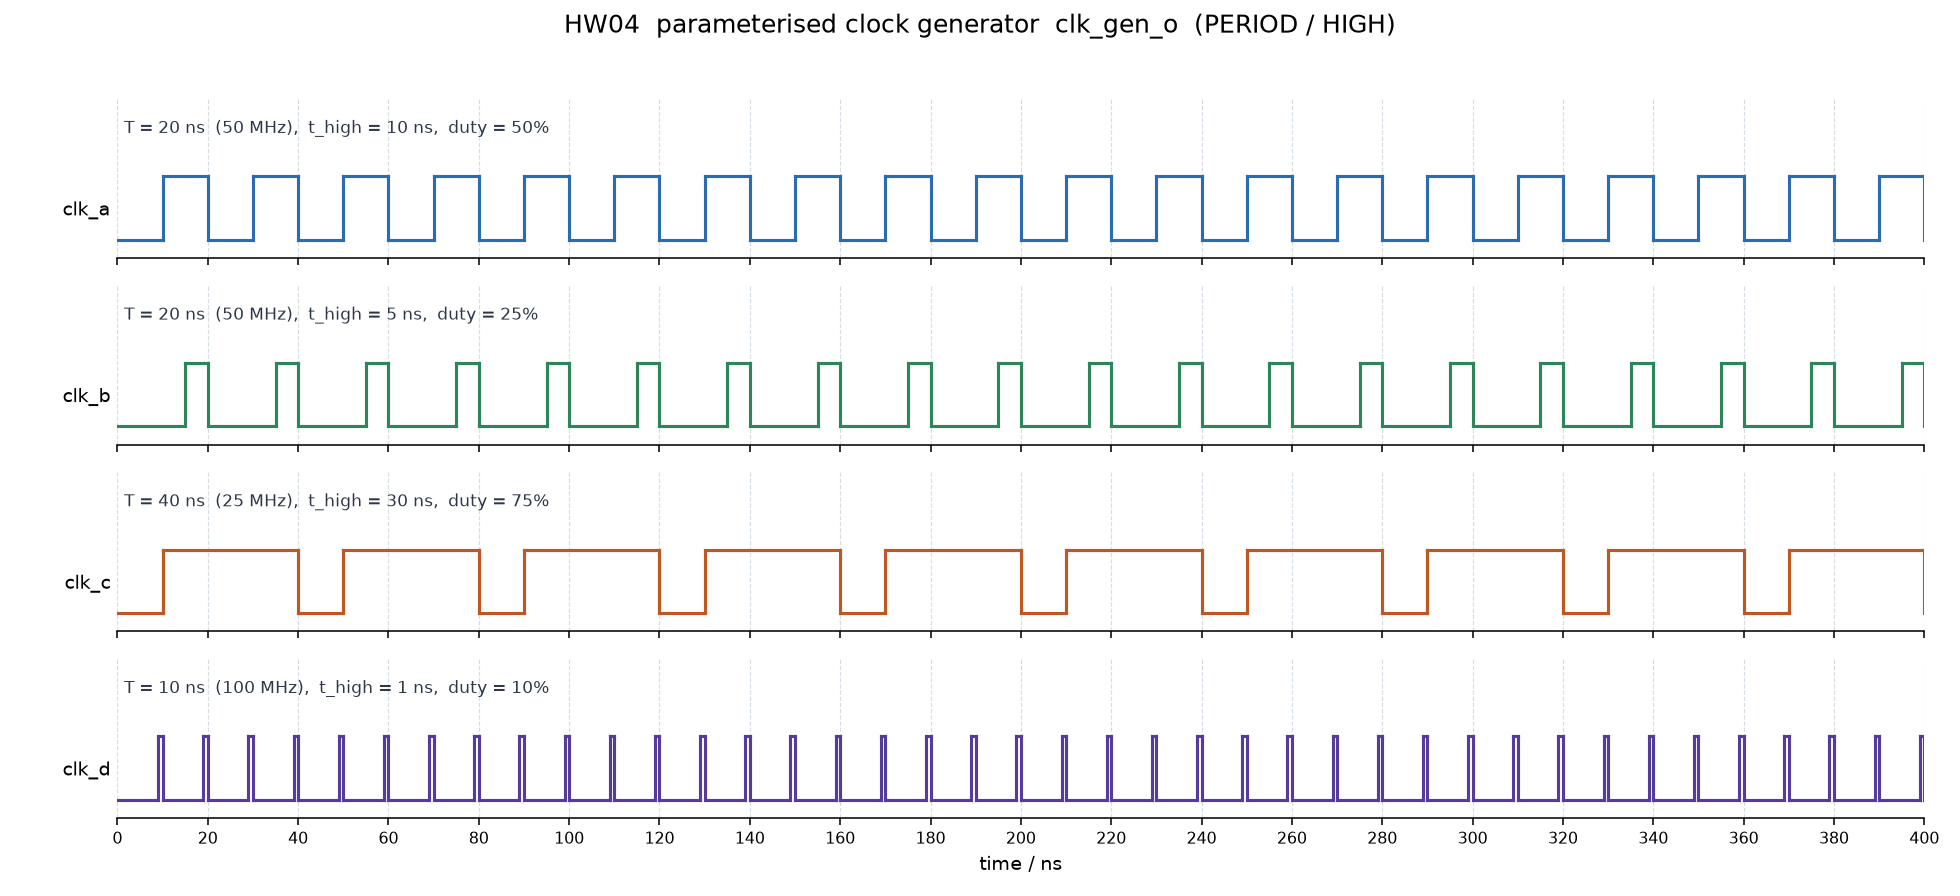 HW04  parameterised clock generator  clk_gen_o  (PERIOD / HIGH)
T = 20 ns  (50 MHz),  t_high = 10 ns,  duty = 50%
clk_a
T = 20 ns  (50 MHz),  t_high = 5 ns,  duty = 25%
clk_b
T = 40 ns  (25 MHz),  t_high = 30 ns,  duty = 75%
clk_c
T = 10 ns  (100 MHz),  t_high = 1 ns,  duty = 10%
clk_d
0 20 40 60 80 100 120 140 160 180 200 220 240 260 280 300 320 340 360 380 400
time / ns